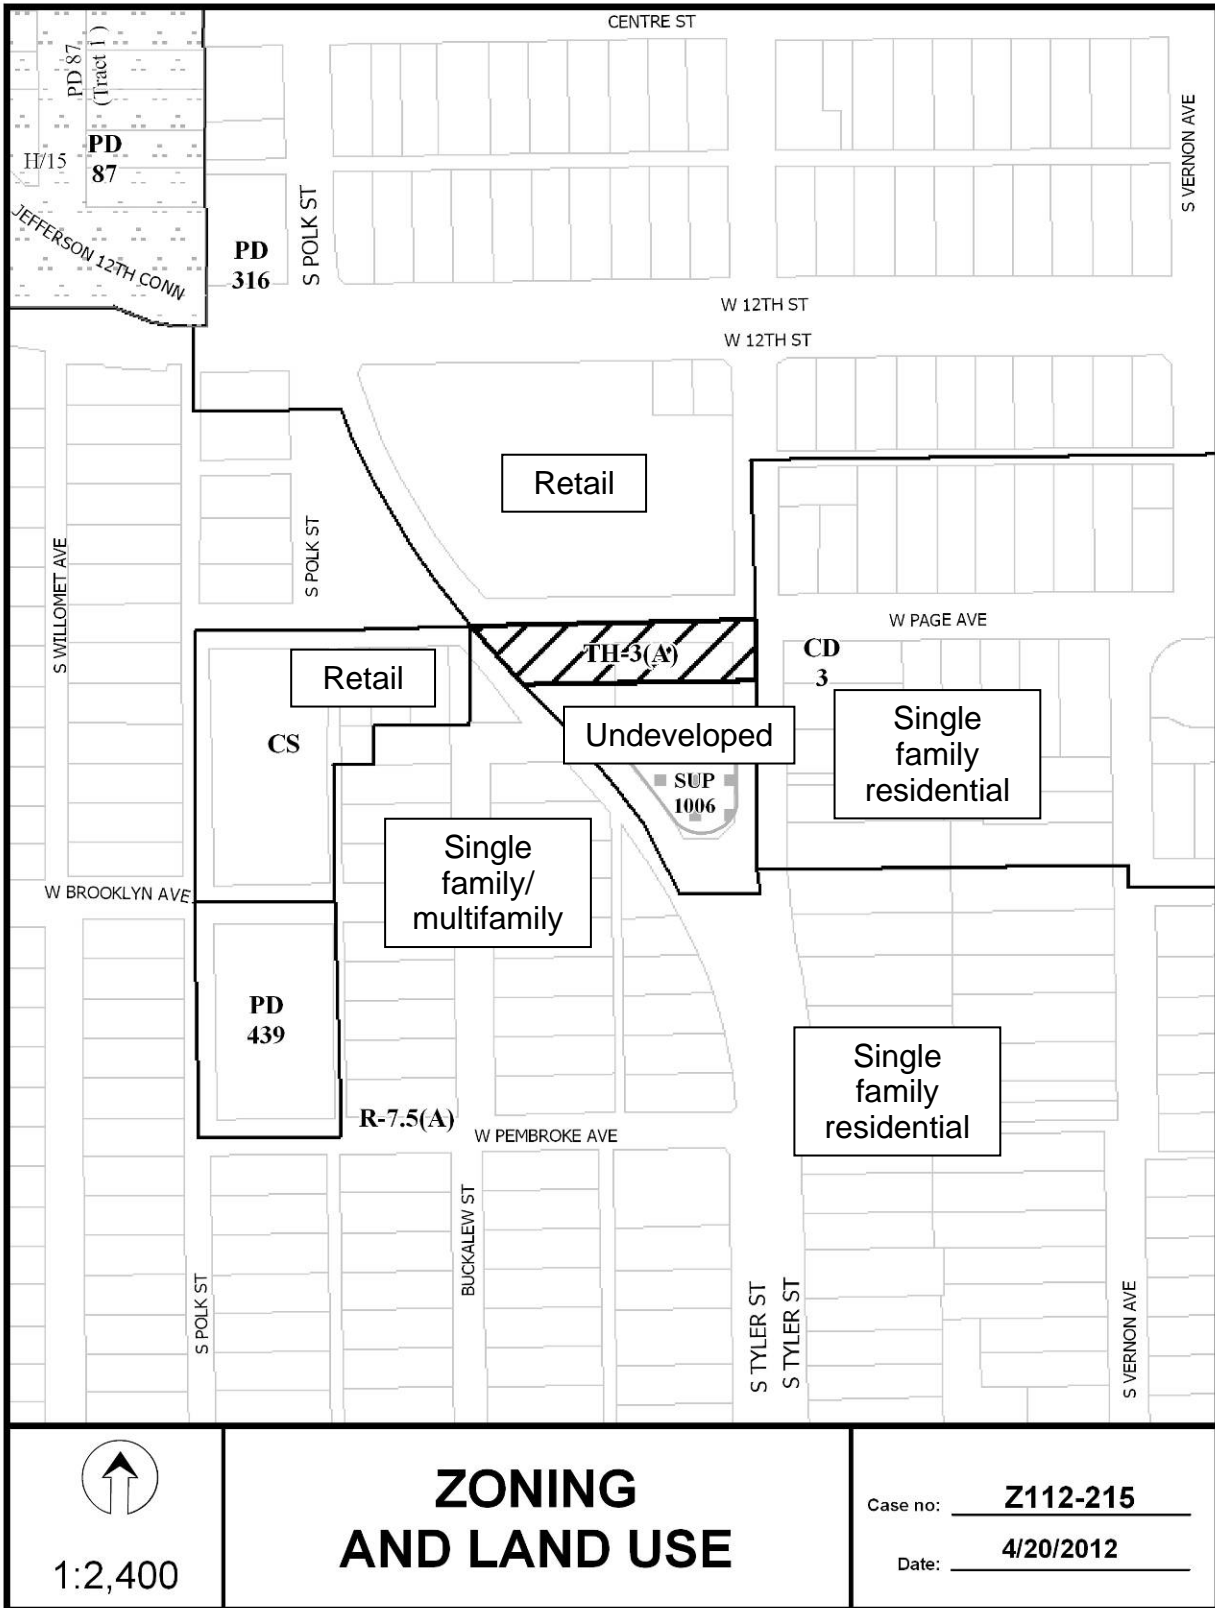 CENTRE ST
PD 87
(Tract 1 )
PD
87
H/15
S VERNON AVE
JEFFERSON 12TH CONN
S POLK ST
PD
316
W 12TH ST
W 12TH ST
Retail
S WILLOMET AVE
S POLK ST
W PAGE AVE
TH-3(A)
CD
3
Retail
CS
Undeveloped
Single
family
residential
SUP
1006
Single
family/
multifamily
W BROOKLYN AVE
PD
439
Single
family
residential
R-7.5(A)
W PEMBROKE AVE
BUCKALEW ST
S POLK ST
S TYLER ST
S TYLER ST
S VERNON AVE
1:2,400
ZONING
AND LAND USE
Case no: Z112-215
Date: 4/20/2012